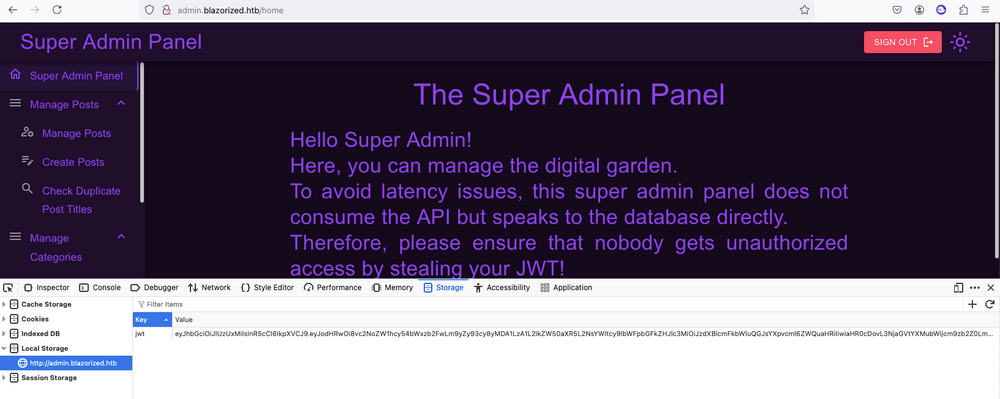 admin.blazorized.htb/home
Super Admin Panel
SIGN OUT
Super Admin Panel
Manage Posts
Manage Posts
Create Posts
Check Duplicate
Post Titles
Manage
Categories
The Super Admin Panel
Hello Super Admin!
Here, you can manage the digital garden.
To avoid latency issues, this super admin panel does not
consume the API but speaks to the database directly.
Therefore, please ensure that nobody gets unauthorized
access by stealing your JWT!
Inspector Console Debugger Network Style Editor Performance Memory Storage Accessibility Application
Cache Storage
Cookies
Indexed DB
Local Storage
http://admin.blazorized.htb
Session Storage
Filter Items
Key Value
jwt